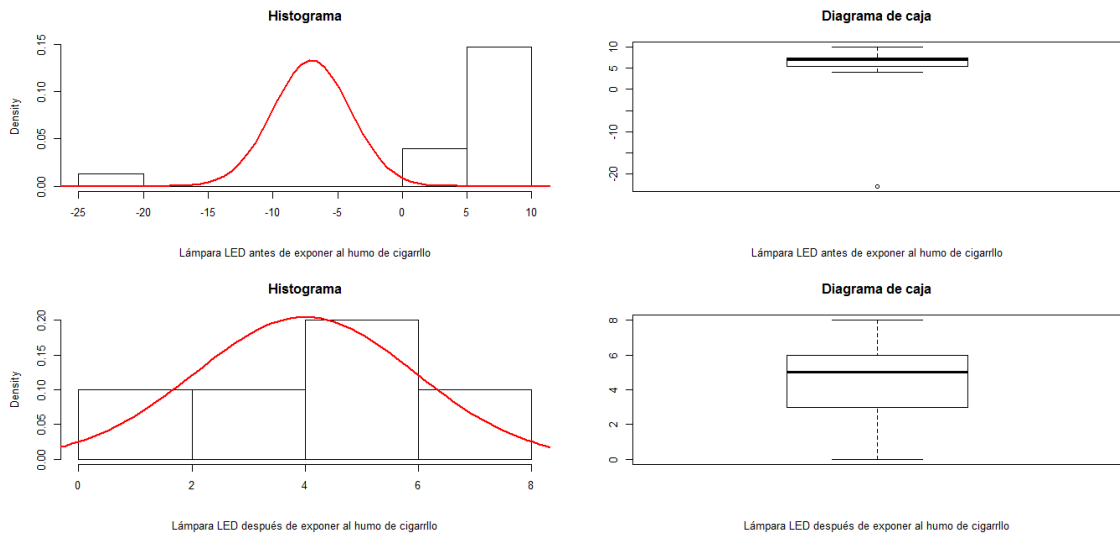 Histograma
Density
0.00 0.05 0.10 0.15
-25 -20 -15 -10 -5 0 5 10
Lámpara LED antes de exponer al humo de cigarrllo
Diagrama de caja
-20 -10 0 5 10
Lámpara LED antes de exponer al humo de cigarrllo
Histograma
Density
0.00 0.05 0.10 0.15 0.20
0 2 4 6 8
Lámpara LED después de exponer al humo de cigarrllo
Diagrama de caja
0 2 4 6 8
Lámpara LED después de exponer al humo de cigarrllo